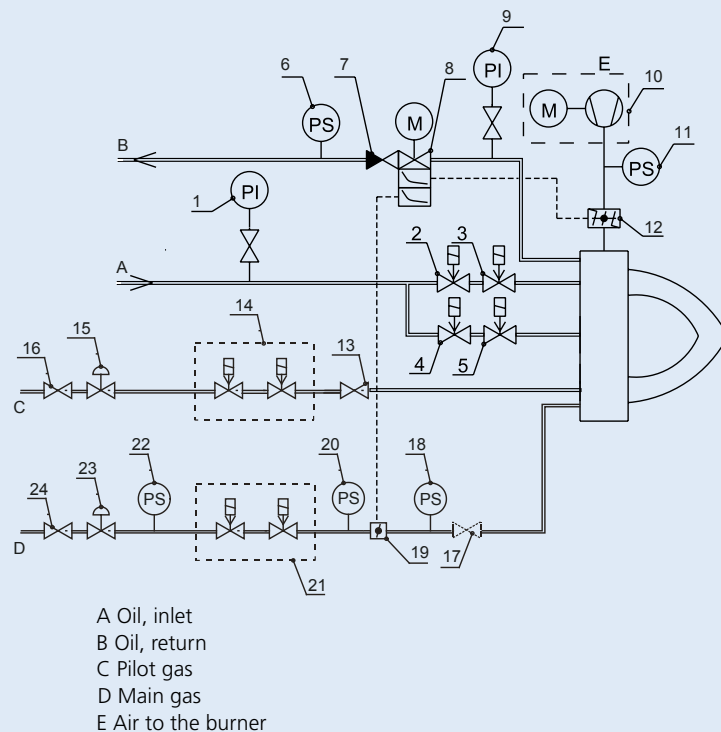 9
6 7 8 E 10
PI
M
M
PS 11
PS
B
1 PI
12
2 3
A
14
4 5
15
16 13
C
22 20 18
23
24 PS PS PS
D 19 17
21
A Oil, inlet
B Oil, return
C Pilot gas
D Main gas
E Air to the burner